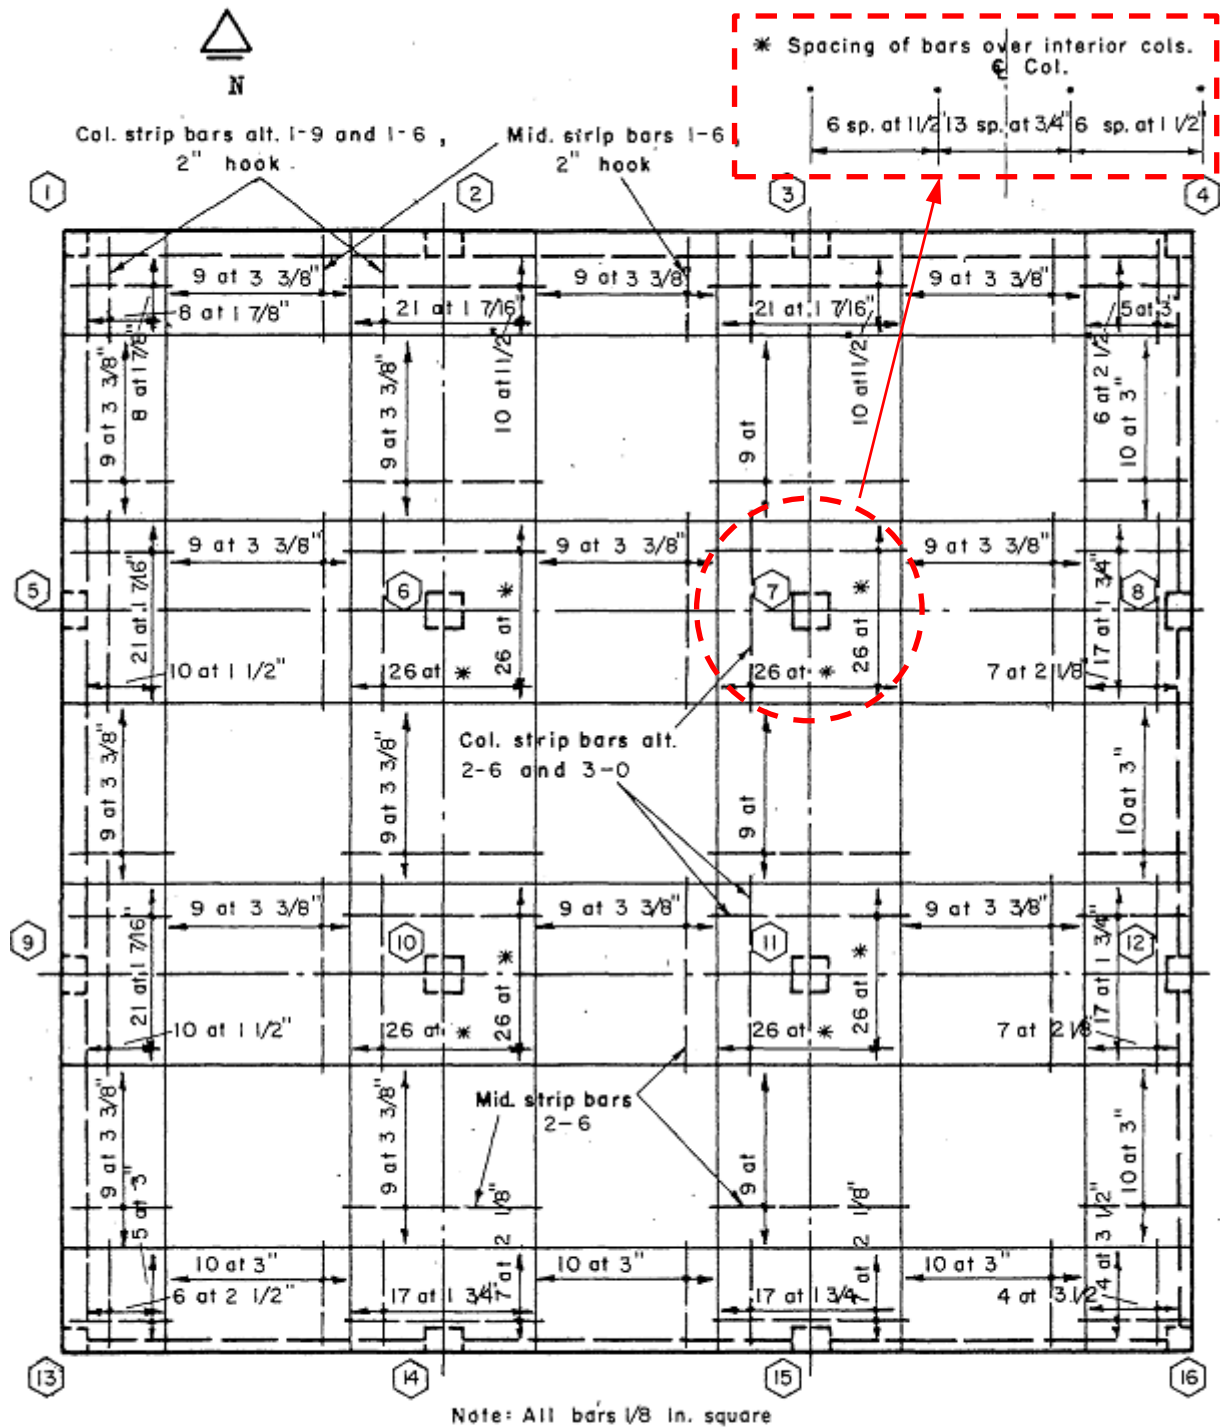 N
* Spacing of bars over interior cols.
℄ Col.
6 sp. at 1 1/2" 13 sp. at 3/4" 6 sp. at 1 1/2"
Col. strip bars alt. 1-9 and 1-6,
2" hook
Mid. strip bars 1-6,
2" hook
1
2
3
4
9 at 3 3/8"
9 at 3 3/8"
9 at 3 3/8"
8 at 1 7/8"
21 at 1 7/16"
21 at 1 7/16"
5 at 3"
9 at 3 3/8"
8 at 1 7/8"
9 at 3 3/8"
10 at 1 1/2"
9 at
10 at 1 1/2"
6 at 2 1/2"
10 at 3"
5
6
7
8
9 at 3 3/8"
9 at 3 3/8"
9 at 3 3/8"
21 at 1 7/16"
26 at *
26 at *
17 at 1 3/4"
10 at 1 1/2"
26 at *
26 at *
7 at 2 1/8"
Col. strip bars alt.
2-6 and 3-0
9 at 3 3/8"
9 at 3 3/8"
9 at
10 at 3"
9
10
11
12
9 at 3 3/8"
9 at 3 3/8"
9 at 3 3/8"
21 at 1 7/16"
26 at *
26 at *
17 at 1 3/4"
10 at 1 1/2"
26 at *
26 at *
7 at 2 1/8"
Mid. strip bars
2-6
9 at 3 3/8"
5 at 3"
9 at 3 3/8"
7 at 2 1/8"
9 at
7 at 2 1/8"
4 at 3 1/2"
10 at 3"
10 at 3"
10 at 3"
10 at 3"
6 at 2 1/2"
17 at 1 3/4"
17 at 1 3/4
4 at 3 1/2
13
14
15
16
Note: All bars 1/8 in. square